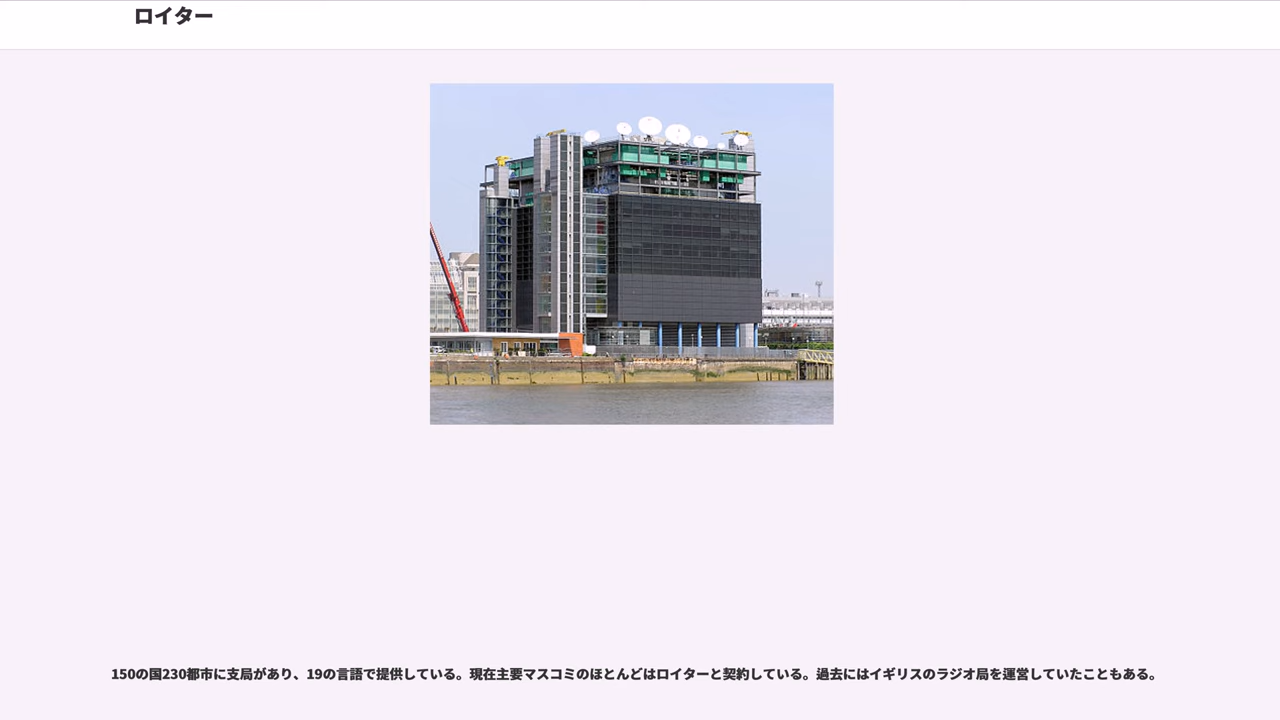 ロイター
150の国230都市に支局があり、19の言語で提供している。現在主要マスコミのほとんどはロイターと契約している。過去にはイギリスのラジオ局を運営していたこともある。